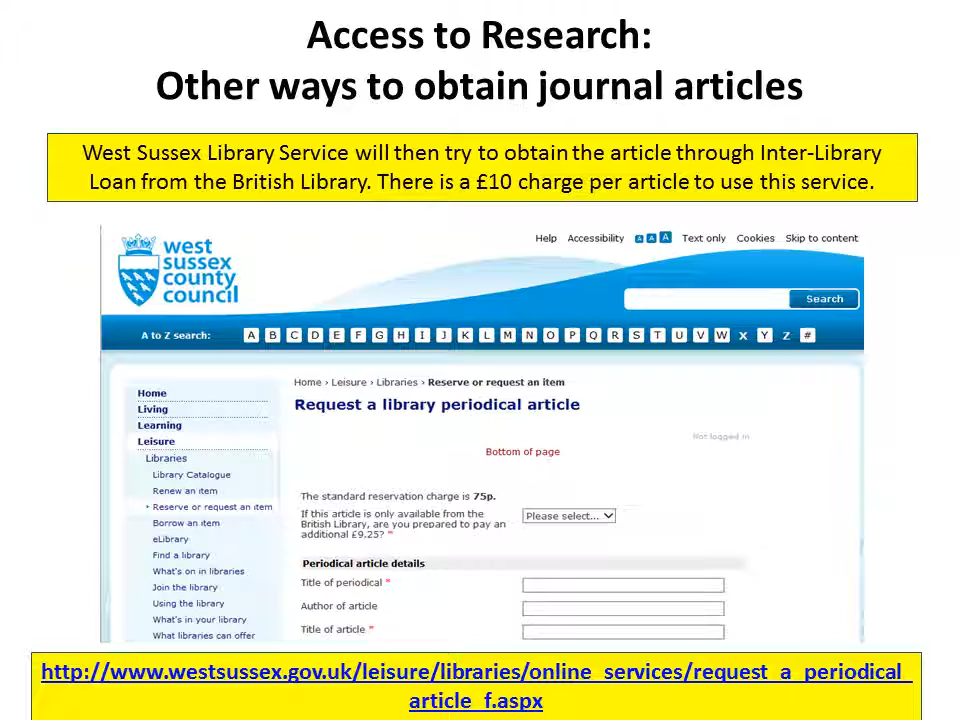 Access to Research:
Other ways to obtain journal articles
West Sussex Library Service will then try to obtain the article through Inter-Library
Loan from the British Library. There is a £10 charge per article to use this service.
west
sussex
county
council
Help Accessibility A A A Text only Cookies Skip to content
Search
A to Z search: A B C D E F G H I J K L M N O P Q R S T U V W X Y Z #
Home › Leisure › Libraries › Reserve or request an item
Request a library periodical article
Not logged in
Bottom of page
Home
Living
Learning
Leisure
Libraries
Library Catalogue
Renew an item
Reserve or request an item
Borrow an item
eLibrary
Find a library
What's on in libraries
Join the library
Using the library
What's in your library
What libraries can offer
The standard reservation charge is 75p.
If this article is only available from the
British Library, are you prepared to pay an
additional £9.25? *
Please select...
Periodical article details
Title of periodical *
Author of article
Title of article *
http://www.westsussex.gov.uk/leisure/libraries/online_services/request_a_periodical_
article_f.aspx